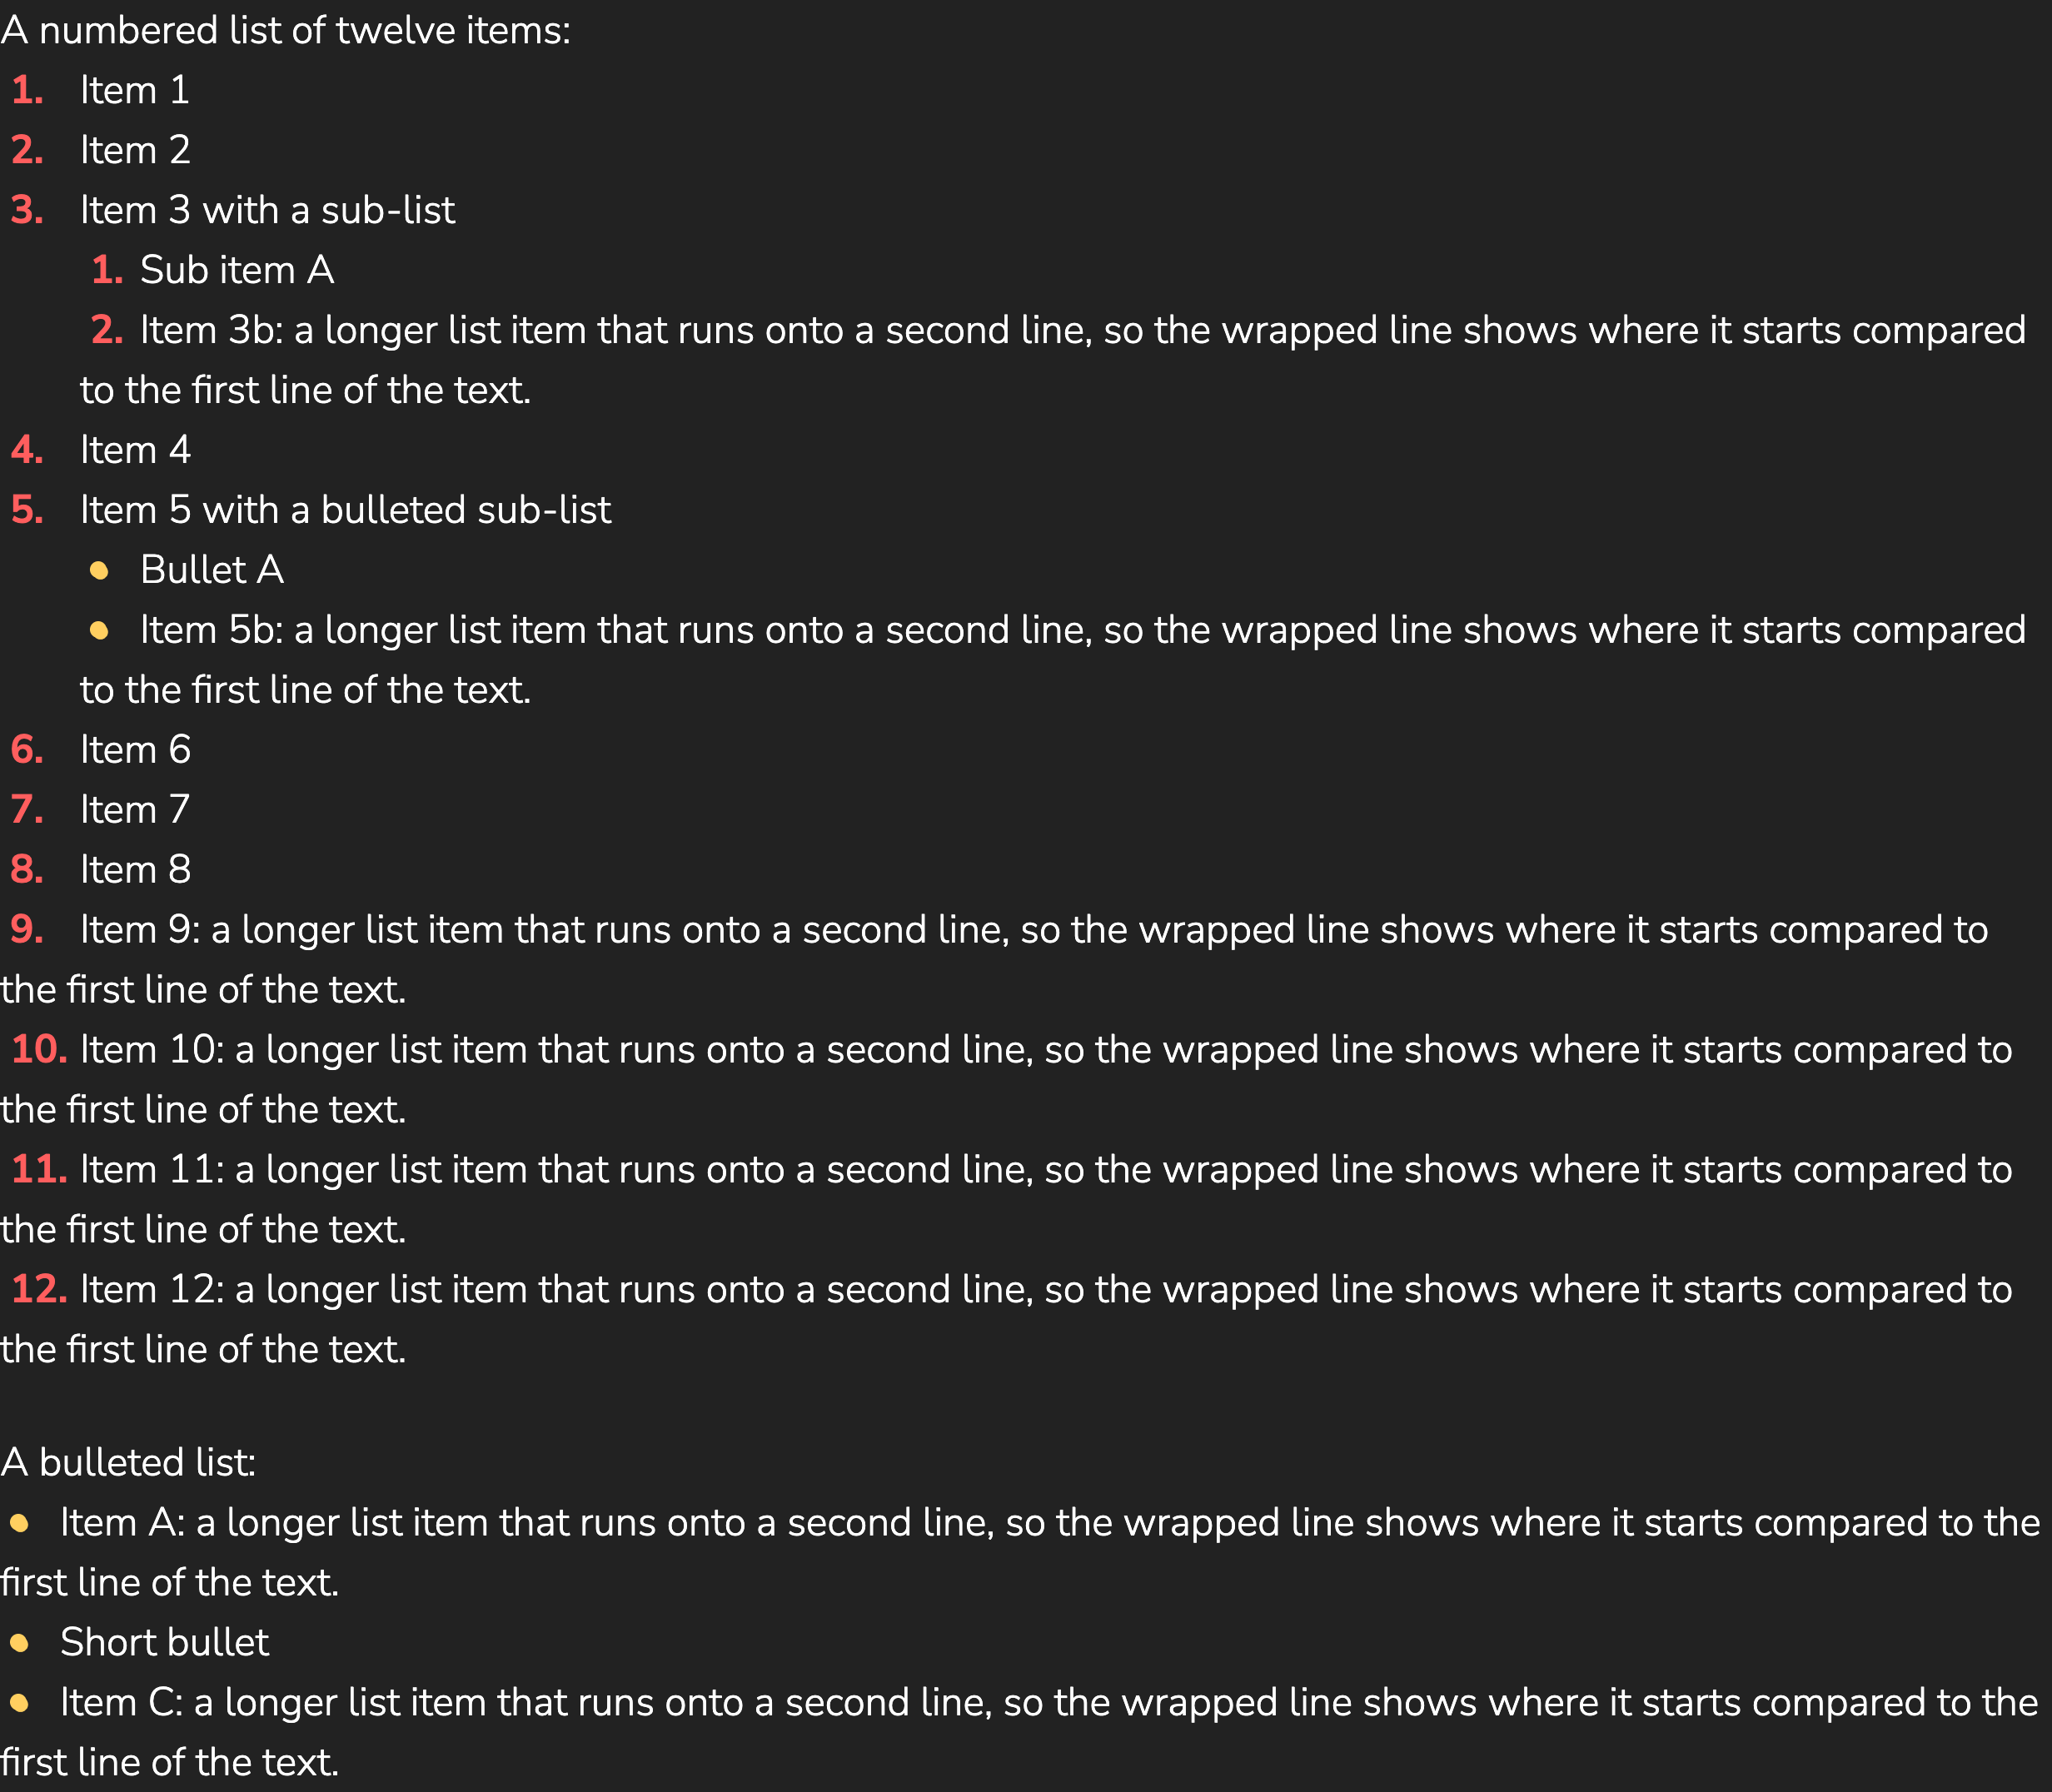 A numbered list of twelve items:
1. Item 1
2. Item 2
3. Item 3 with a sub-list
1. Sub item A
2. Item 3b: a longer list item that runs onto a second line, so the wrapped line shows where it starts compared
to the first line of the text.
4. Item 4
5. Item 5 with a bulleted sub-list
• Bullet A
• Item 5b: a longer list item that runs onto a second line, so the wrapped line shows where it starts compared
to the first line of the text.
6. Item 6
7. Item 7
8. Item 8
9. Item 9: a longer list item that runs onto a second line, so the wrapped line shows where it starts compared to
the first line of the text.
10. Item 10: a longer list item that runs onto a second line, so the wrapped line shows where it starts compared to
the first line of the text.
11. Item 11: a longer list item that runs onto a second line, so the wrapped line shows where it starts compared to
the first line of the text.
12. Item 12: a longer list item that runs onto a second line, so the wrapped line shows where it starts compared to
the first line of the text.
A bulleted list:
• Item A: a longer list item that runs onto a second line, so the wrapped line shows where it starts compared to the
first line of the text.
• Short bullet
• Item C: a longer list item that runs onto a second line, so the wrapped line shows where it starts compared to the
first line of the text.